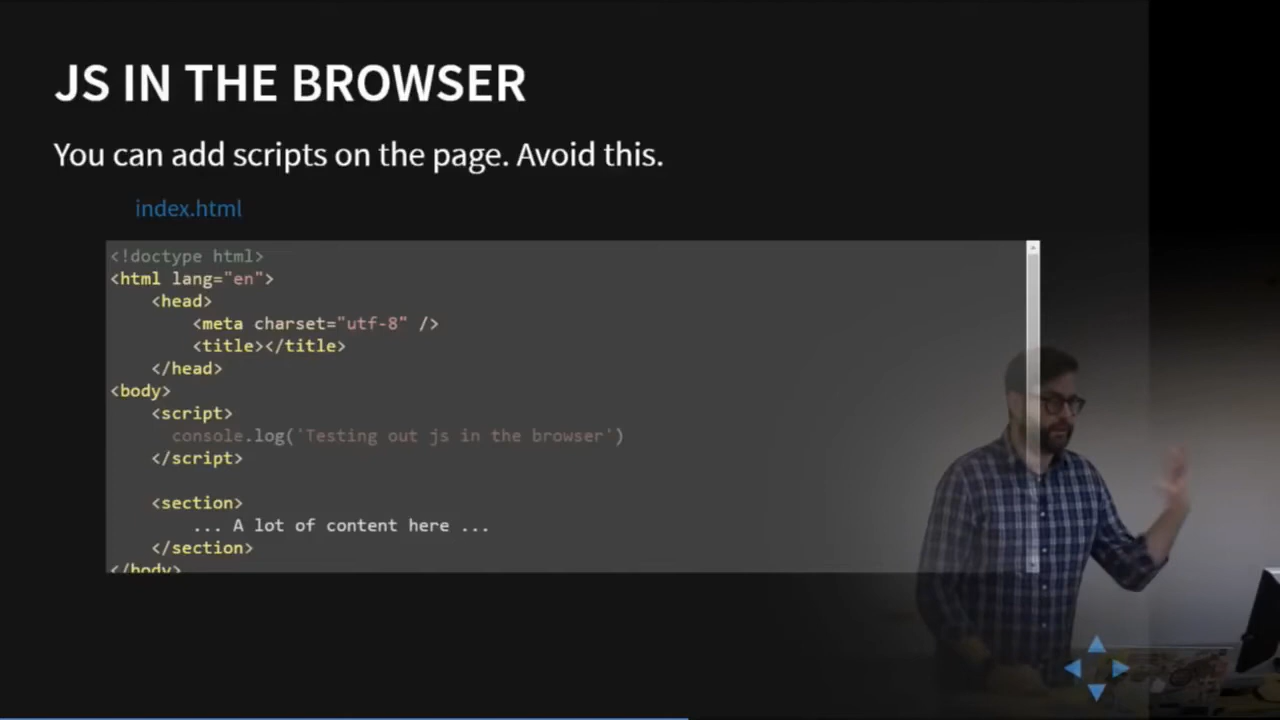 JS IN THE BROWSER
You can add scripts on the page. Avoid this.
index.html
<!doctype html>
<html lang="en">
<head>
<meta charset="utf-8" />
<title></title>
</head>
<body>
<script>
console.log('Testing out js in the browser')
</script>
<section>
... A lot of content here ...
</section>
</body>